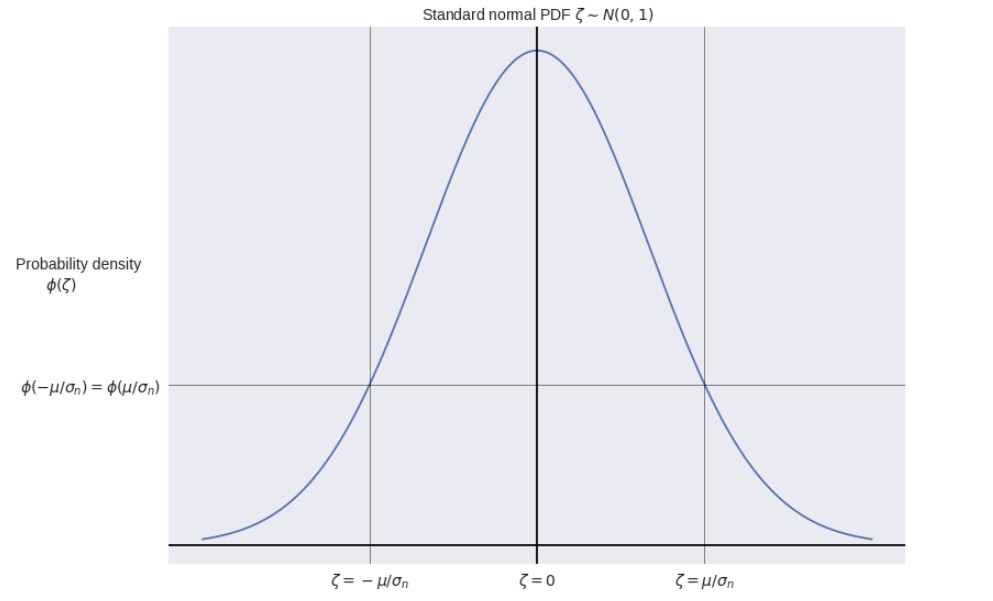 Standard normal PDF ζ ∼ N(0, 1)
Probability density
ϕ(ζ)
ϕ(−μ/σₙ) = ϕ(μ/σₙ)
ζ = − μ/σₙ
ζ = 0
ζ = μ/σₙ